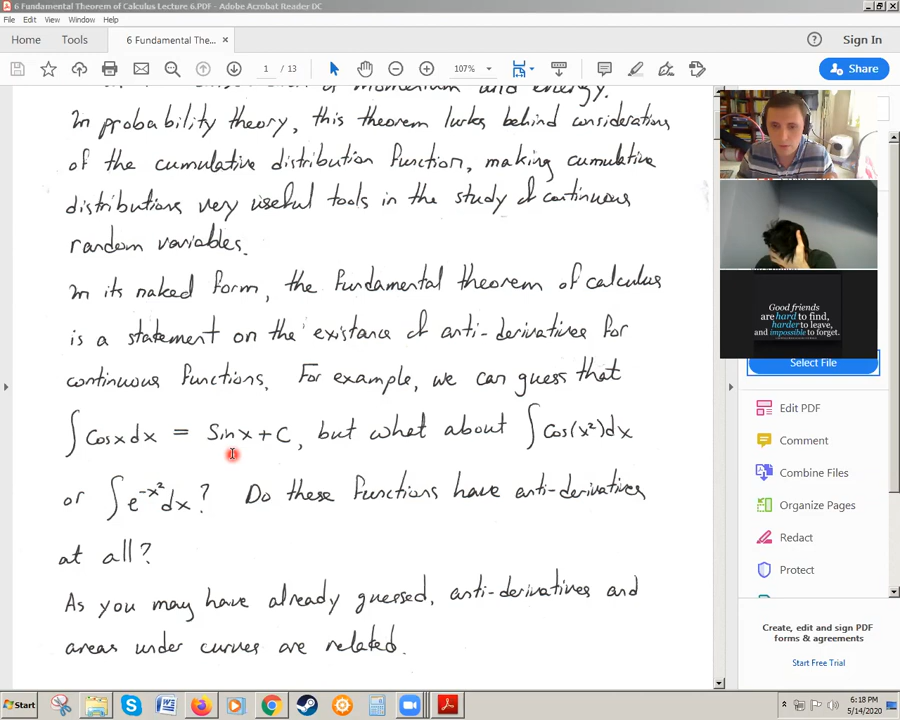 6 Fundamental Theorem of Calculus Lecture 6.PDF - Adobe Acrobat Reader DC
File Edit View Window Help
Home Tools 6 Fundamental The... × Sign In
1 / 13 107% Share
of momentum and energy.
In probability theory, this theorem lurks behind considerations
of the cumulative distribution function, making cumulative
distributions very useful tools in the study of continuous
random variables.
In its naked form, the fundamental theorem of calculus
is a statement on the existance of anti-derivatives for
continuous functions. For example, we can guess that
∫ Cosx dx = Sinx + C, but what about ∫ Cos(x²)dx
or ∫ e^-x² dx? Do these functions have anti-derivatives
at all?
As you may have already guessed, anti-derivatives and
areas under curves are related.
Good friends
are hard to find,
harder to leave,
and impossible to forget.
Select File
Edit PDF
Comment
Combine Files
Organize Pages
Redact
Protect
Create, edit and sign PDF
forms & agreements
Start Free Trial
Start
6:18 PM
5/14/2020